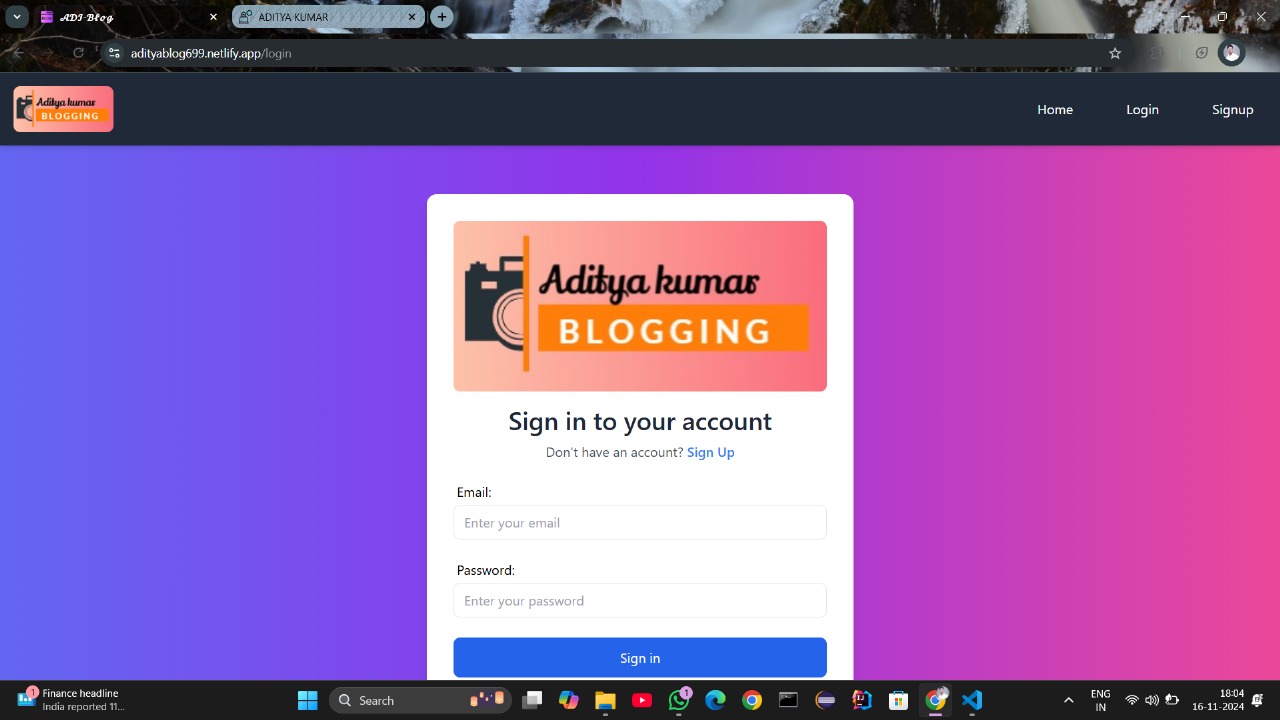 ADI-Blog
ADITYA KUMAR
adityablog699.netlify.app/login
Aditya kumar
BLOGGING
Home
Login
Signup
Aditya kumar
BLOGGING
Sign in to your account
Don't have an account? Sign Up
Email:
Enter your email
Password:
Enter your password
Sign in
1
Finance headline
India reported 11...
Search
1
ENG
IN
18:04
16-11-2024